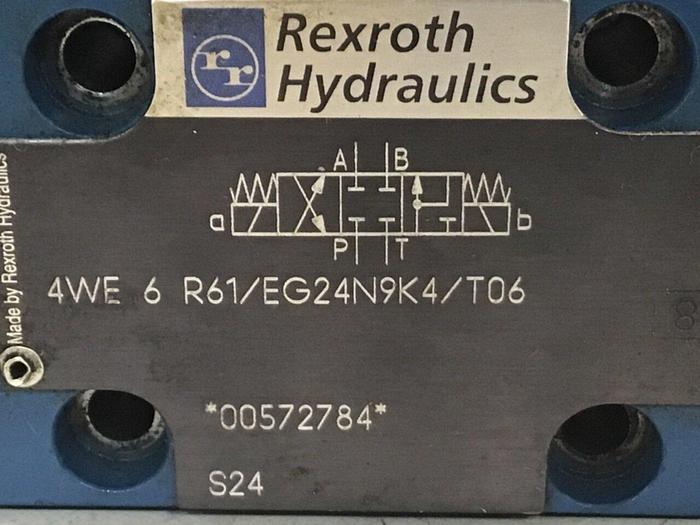 rr
Rexroth
Hydraulics
A B
a b
P T
4WE 6 R61/EG24N9K4/T06
*00572784*
S24
Made by Rexroth Hydraulics